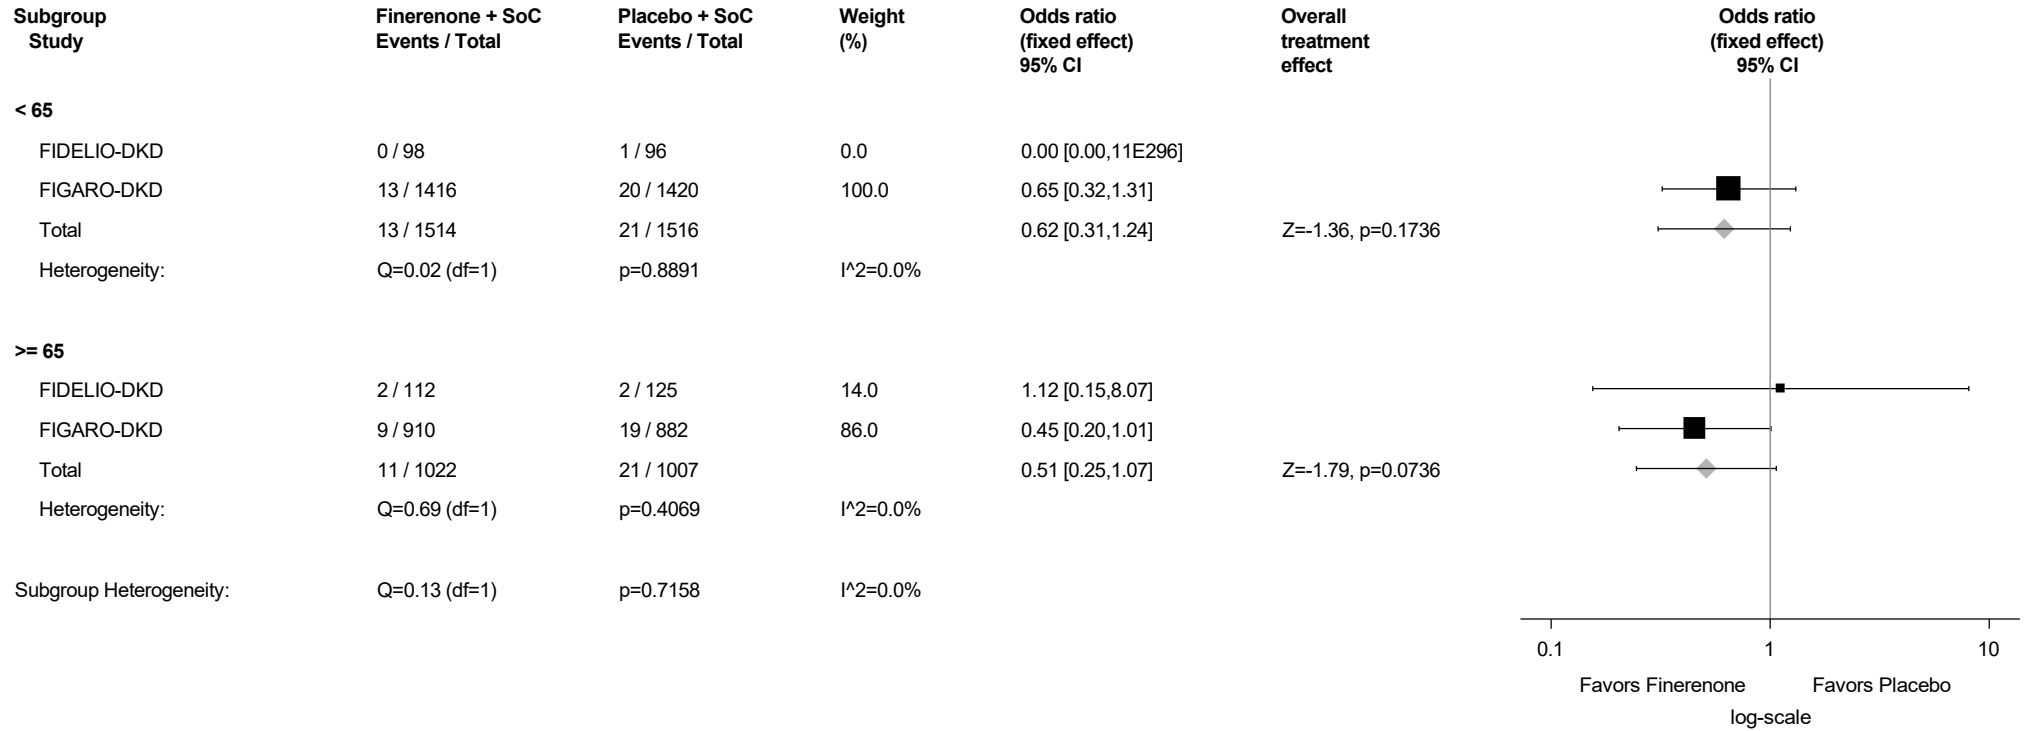 Subgroup Finerenone + SoC Placebo + SoC Weight Odds ratio Overall Odds ratio
Study Events / Total Events / Total (%) (fixed effect) treatment (fixed effect)
95% CI effect 95% CI
< 65
FIDELIO-DKD 0 / 98 1 / 96 0.0 0.00 [0.00,11E296]
FIGARO-DKD 13 / 1416 20 / 1420 100.0 0.65 [0.32,1.31]
Total 13 / 1514 21 / 1516 0.62 [0.31,1.24] Z=-1.36, p=0.1736
Heterogeneity: Q=0.02 (df=1) p=0.8891 I^2=0.0%
>= 65
FIDELIO-DKD 2 / 112 2 / 125 14.0 1.12 [0.15,8.07]
FIGARO-DKD 9 / 910 19 / 882 86.0 0.45 [0.20,1.01]
Total 11 / 1022 21 / 1007 0.51 [0.25,1.07] Z=-1.79, p=0.0736
Heterogeneity: Q=0.69 (df=1) p=0.4069 I^2=0.0%
Subgroup Heterogeneity: Q=0.13 (df=1) p=0.7158 I^2=0.0%
0.1 1 10
Favors Finerenone Favors Placebo
log-scale